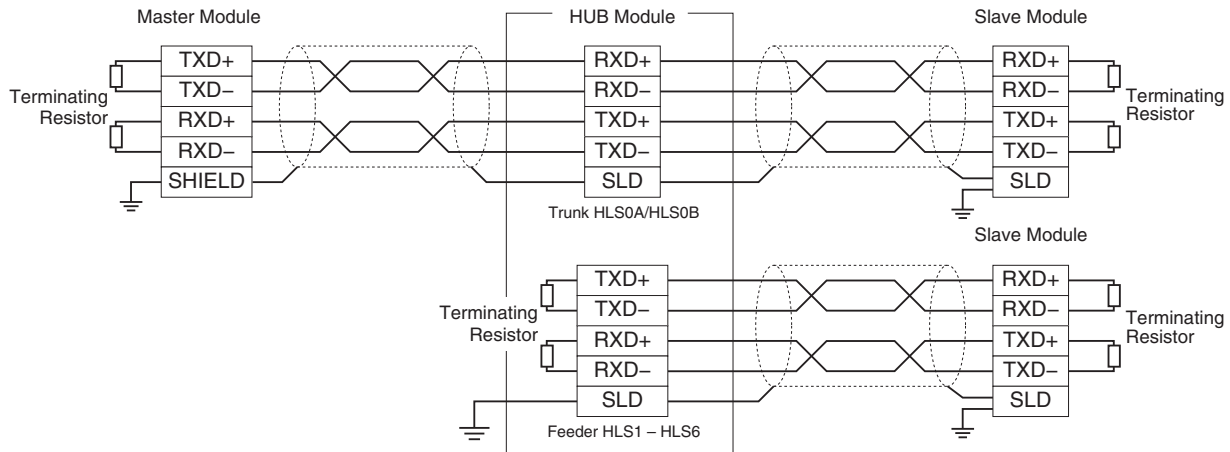 Master Module
HUB Module
Slave Module
TXD+
TXD−
RXD+
RXD−
SHIELD
Terminating
Resistor
RXD+
RXD−
TXD+
TXD−
SLD
Trunk HLS0A/HLS0B
RXD+
RXD−
TXD+
TXD−
SLD
Terminating
Resistor
Slave Module
TXD+
TXD−
RXD+
RXD−
SLD
Terminating
Resistor
Feeder HLS1 – HLS6
RXD+
RXD−
TXD+
TXD−
SLD
Terminating
Resistor